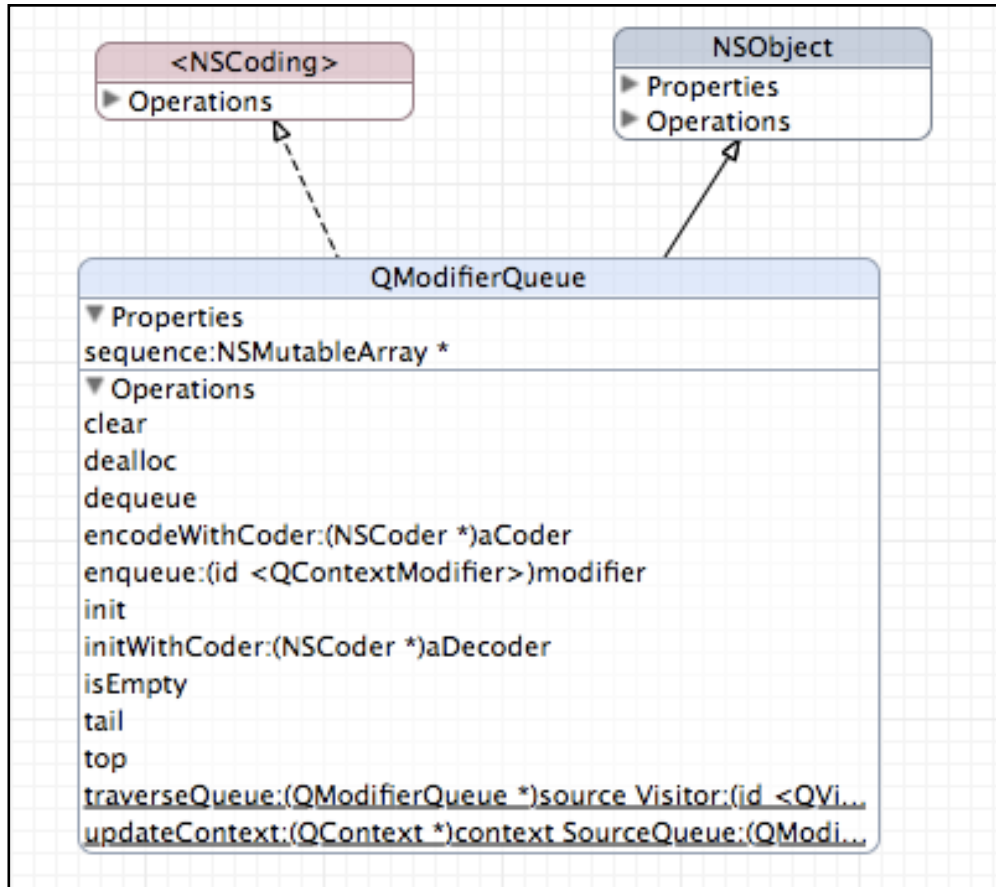 <NSCoding>
Operations
NSObject
Properties
Operations
QModifierQueue
Properties
sequence:NSMutableArray *
Operations
clear
dealloc
dequeue
encodeWithCoder:(NSCoder *)aCoder
enqueue:(id <QContextModifier>)modifier
init
initWithCoder:(NSCoder *)aDecoder
isEmpty
tail
top
traverseQueue:(QModifierQueue *)source Visitor:(id <QVi...
updateContext:(QContext *)context SourceQueue:(QModi...